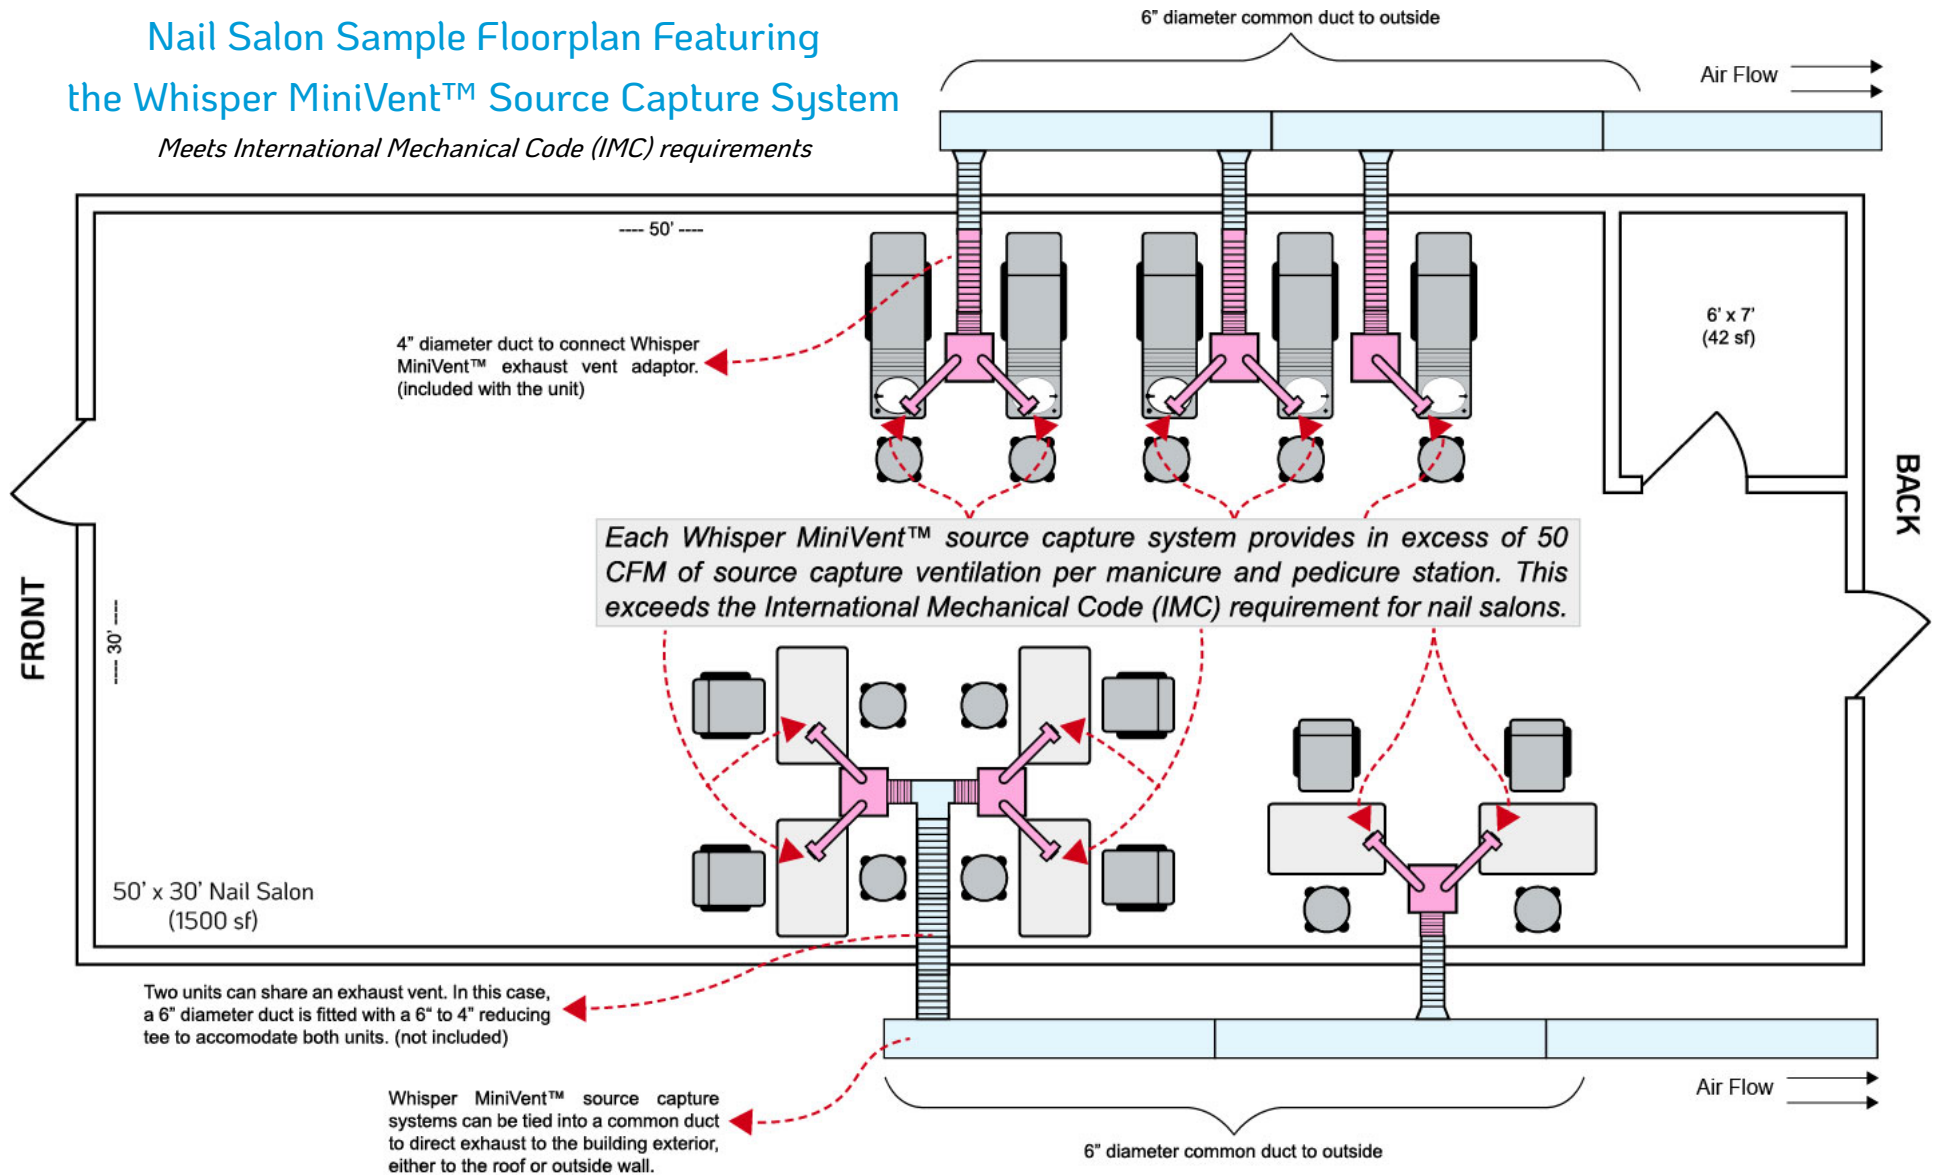 Nail Salon Sample Floorplan Featuring
the Whisper MiniVent™ Source Capture System
Meets International Mechanical Code (IMC) requirements
6” diameter common duct to outside
Air Flow
---- 50’ ----
4” diameter duct to connect Whisper
MiniVent™ exhaust vent adaptor.
(included with the unit)
6’ x 7’
(42 sf)
BACK
Each Whisper MiniVent™ source capture system provides in excess of 50
CFM of source capture ventilation per manicure and pedicure station. This
exceeds the International Mechanical Code (IMC) requirement for nail salons.
FRONT
---- 30’ ----
50’ x 30’ Nail Salon
(1500 sf)
Two units can share an exhaust vent. In this case,
a 6” diameter duct is fitted with a 6“ to 4” reducing
tee to accomodate both units. (not included)
Whisper MiniVent™ source capture
systems can be tied into a common duct
to direct exhaust to the building exterior,
either to the roof or outside wall.
Air Flow
6” diameter common duct to outside